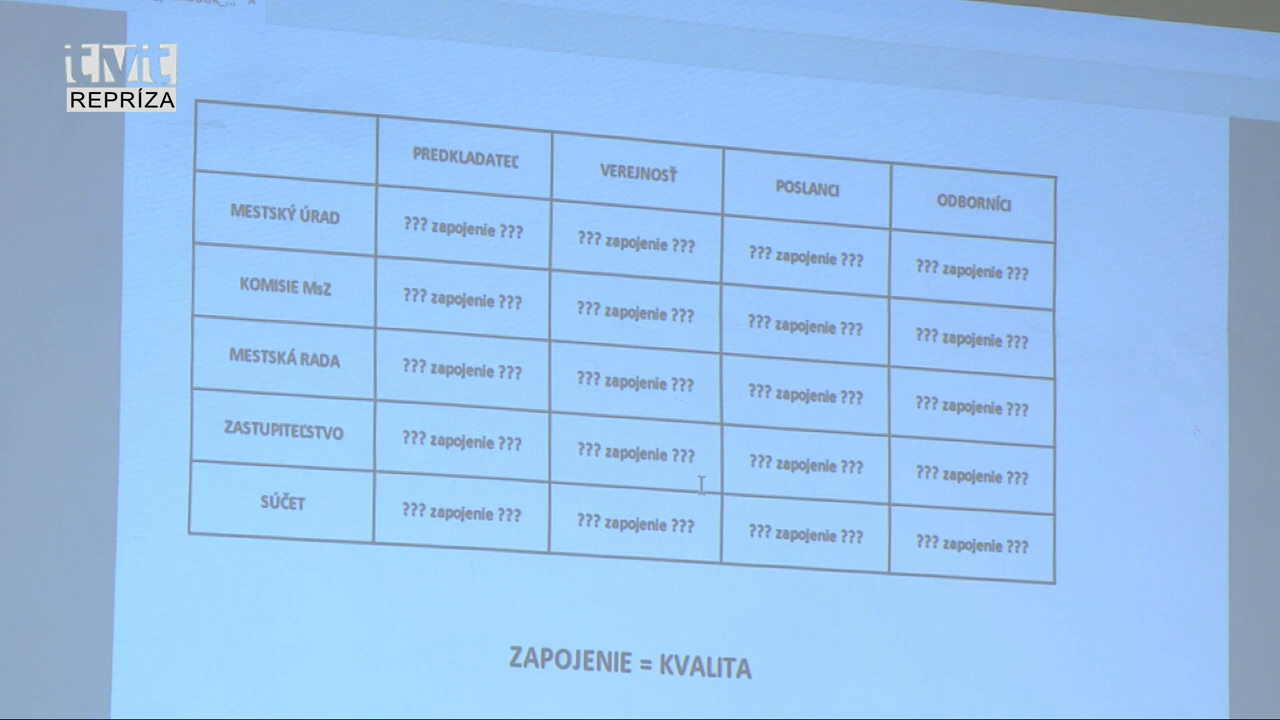 tvt
REPRÍZA
PREDKLADATEĽ VEREJNOSŤ POSLANCI ODBORNÍCI
MESTSKÝ ÚRAD ??? zapojenie ??? ??? zapojenie ??? ??? zapojenie ??? ??? zapojenie ???
KOMISIE MsZ ??? zapojenie ??? ??? zapojenie ??? ??? zapojenie ??? ??? zapojenie ???
MESTSKÁ RADA ??? zapojenie ??? ??? zapojenie ??? ??? zapojenie ??? ??? zapojenie ???
ZASTUPITEĽSTVO ??? zapojenie ??? ??? zapojenie ??? ??? zapojenie ??? ??? zapojenie ???
SÚČET ??? zapojenie ??? ??? zapojenie ??? ??? zapojenie ??? ??? zapojenie ???
ZAPOJENIE = KVALITA